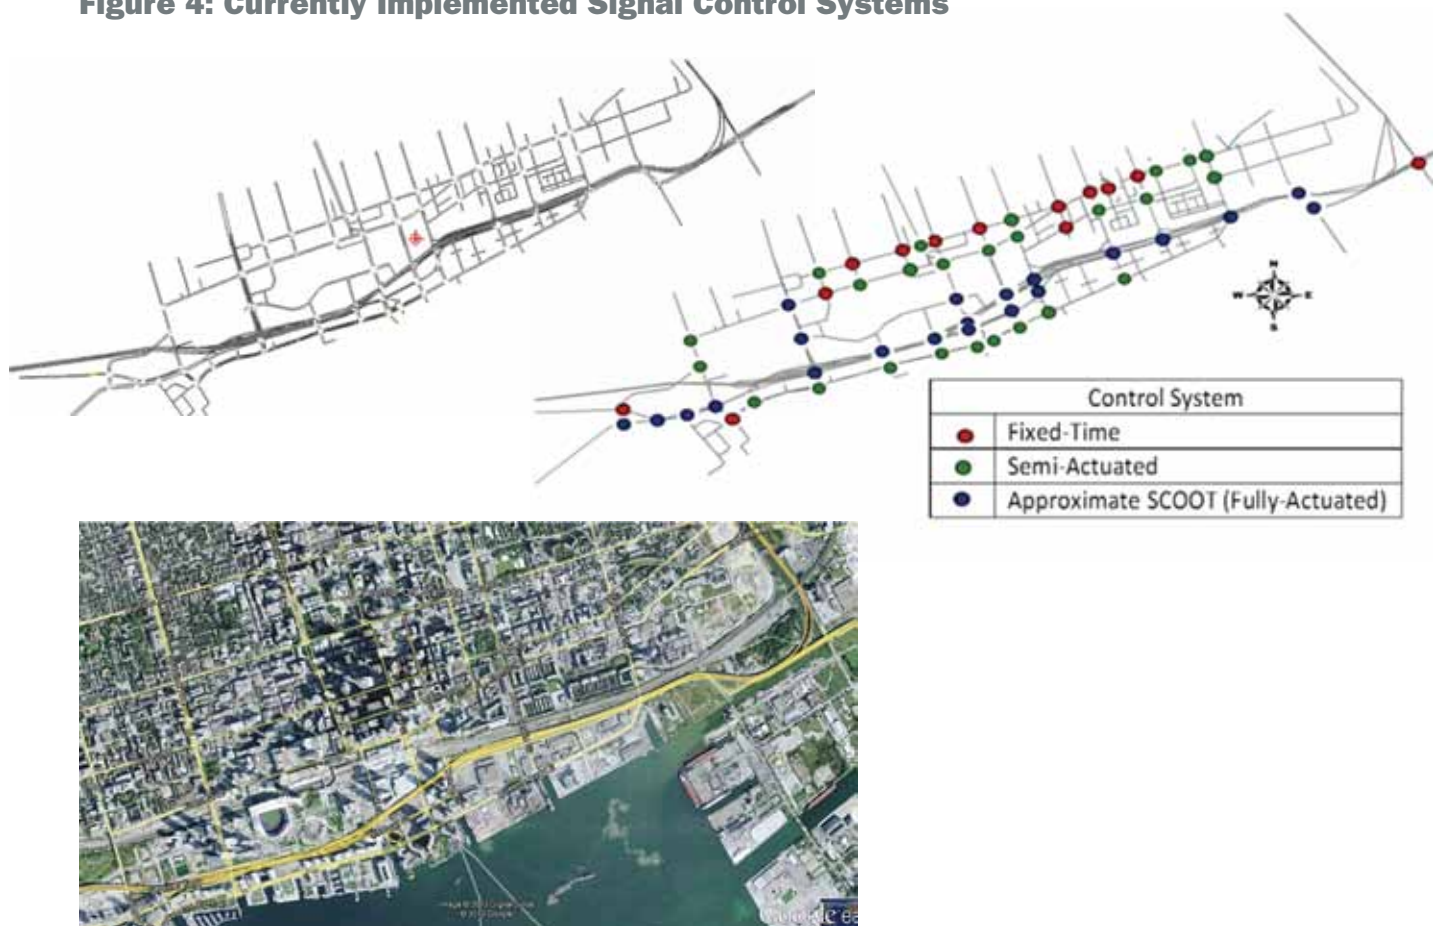 Figure 4: Currently Implemented Signal Control Systems
N
W
E
S
Control System
Fixed-Time
Semi-Actuated
Approximate SCOOT (Fully-Actuated)